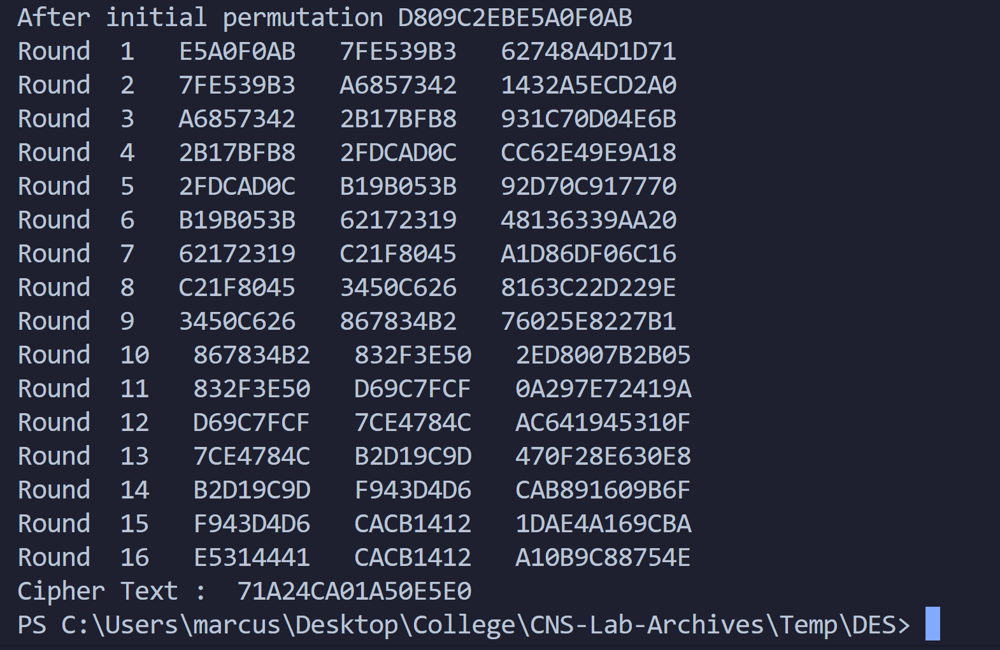 After initial permutation D809C2EBE5A0F0AB
Round  1   E5A0F0AB   7FE539B3   62748A4D1D71
Round  2   7FE539B3   A6857342   1432A5ECD2A0
Round  3   A6857342   2B17BFB8   931C70D04E6B
Round  4   2B17BFB8   2FDCAD0C   CC62E49E9A18
Round  5   2FDCAD0C   B19B053B   92D70C917770
Round  6   B19B053B   62172319   48136339AA20
Round  7   62172319   C21F8045   A1D86DF06C16
Round  8   C21F8045   3450C626   8163C22D229E
Round  9   3450C626   867834B2   76025E8227B1
Round  10   867834B2   832F3E50   2ED8007B2B05
Round  11   832F3E50   D69C7FCF   0A297E72419A
Round  12   D69C7FCF   7CE4784C   AC641945310F
Round  13   7CE4784C   B2D19C9D   470F28E630E8
Round  14   B2D19C9D   F943D4D6   CAB891609B6F
Round  15   F943D4D6   CACB1412   1DAE4A169CBA
Round  16   E5314441   CACB1412   A10B9C88754E
Cipher Text :  71A24CA01A50E5E0
PS C:\Users\marcus\Desktop\College\CNS-Lab-Archives\Temp\DES>